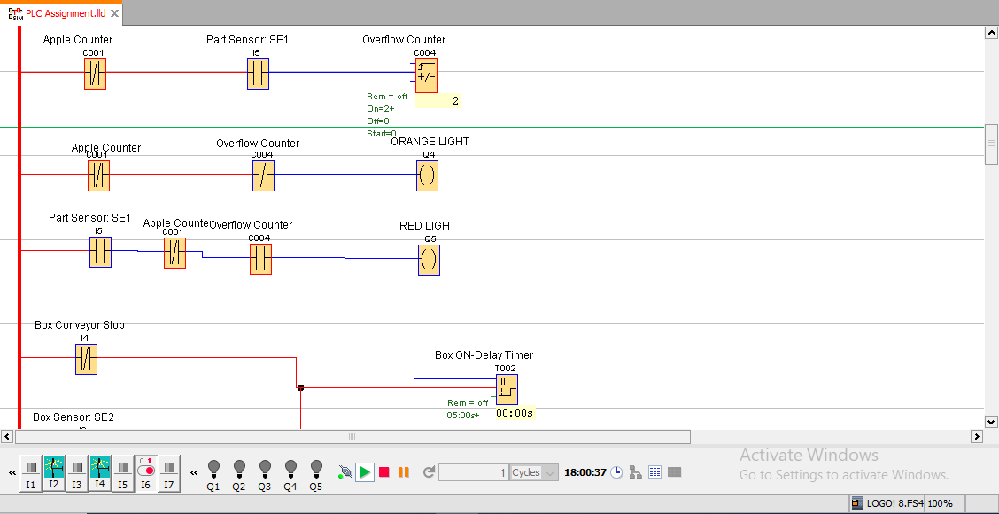 PLC Assignment.lld
Apple Counter Part Sensor: SE1 Overflow Counter
C001 I5 C004
+/-
Rem = off
2
On=2+
Off=0
Start=0
ORANGE LIGHT
Apple Counter Overflow Counter
C001 C004 Q4
Part Sensor: SE1 Apple Counter Overflow Counter RED LIGHT
I5 C001 C004 Q5
Box Conveyor Stop
I4
Box ON-Delay Timer
T002
Rem = off
05:00s+ 00:00s
Box Sensor: SE2
« I1 I2 I3 I4 I5 0 1 I6 I7 « Q1 Q2 Q3 Q4 Q5 1 Cycles 18:00:37
Activate Windows
Go to Settings to activate Windows.
LOGO! 8.FS4 100%